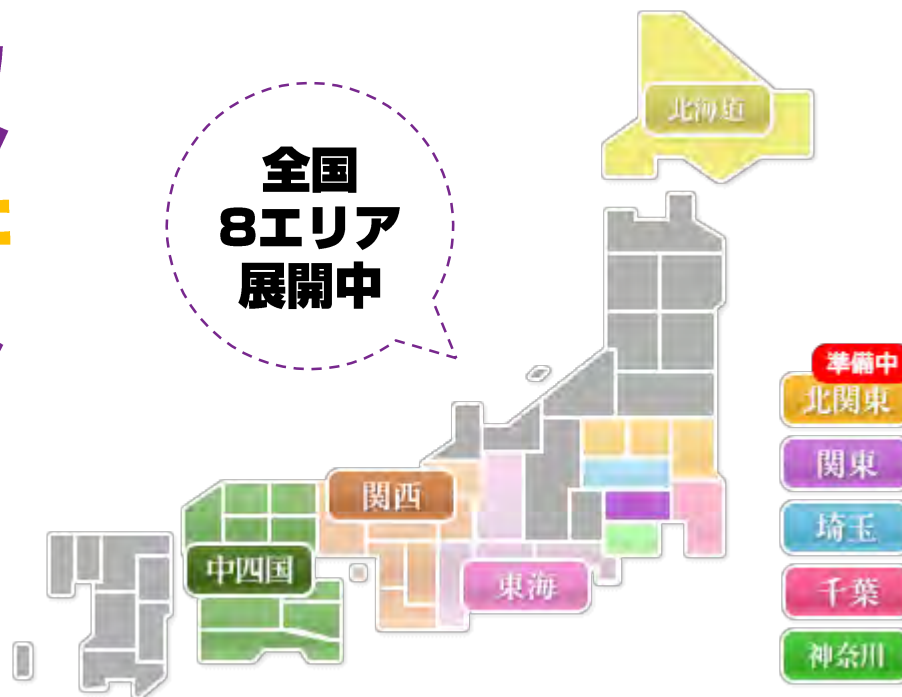 全国
8エリア
展開中
北海道
準備中
北関東
関東
関西
埼玉
中四国
東海
千葉
神奈川